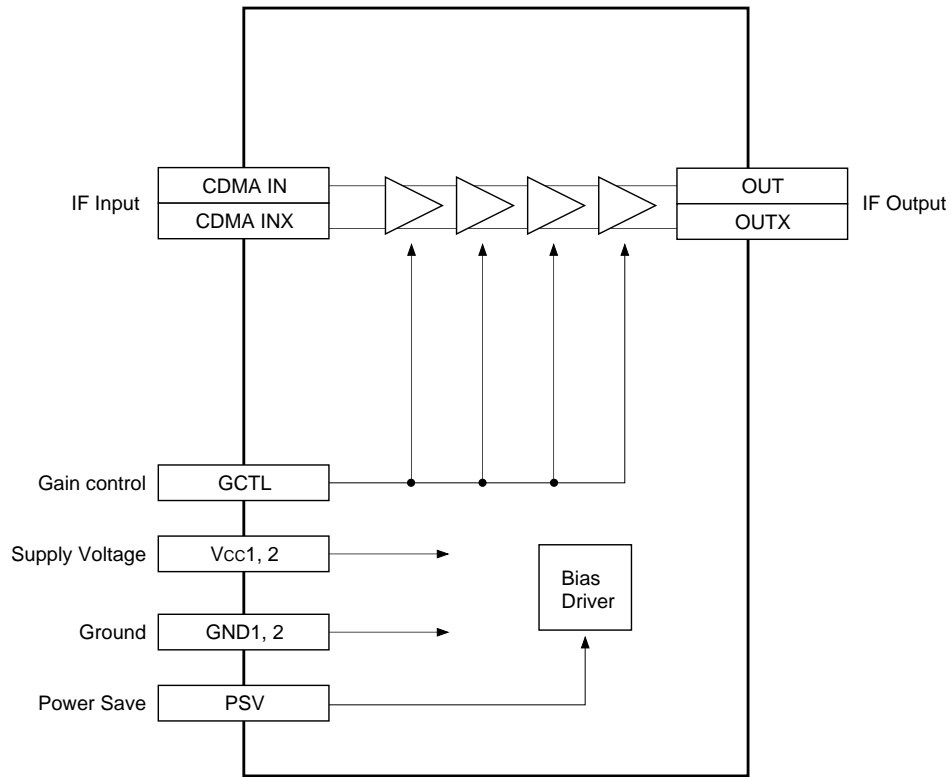 IF Input
CDMA IN
CDMA INX
OUT
OUTX
IF Output
Gain control
GCTL
Supply Voltage
Vcc1, 2
Ground
GND1, 2
Power Save
PSV
Bias
Driver